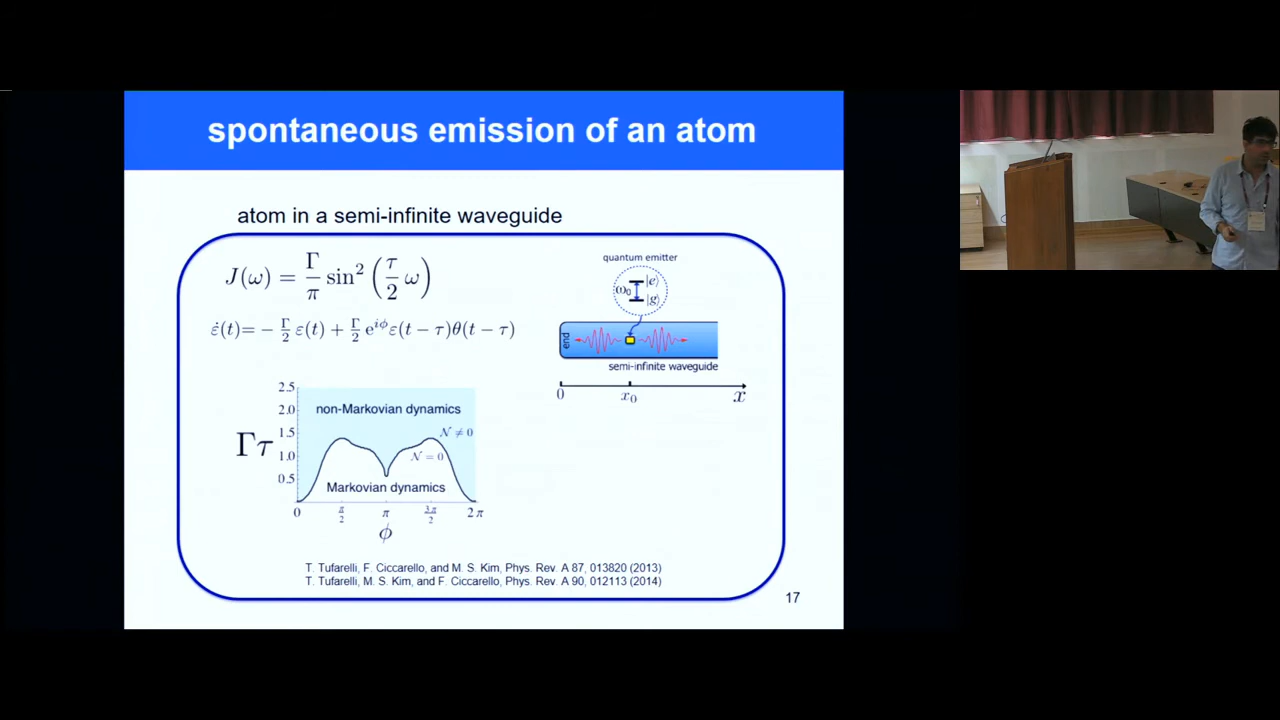 spontaneous emission of an atom
atom in a semi-infinite waveguide
J(ω) = Γ/π sin² (τ/2 ω)
ε̇(t)= − Γ/2 ε(t) + Γ/2 e^{iϕ} ε(t − τ)θ(t − τ)
quantum emitter
ω₀ |e⟩
|g⟩
end
semi-infinite waveguide
0 x₀ x
2.5
2.0
1.5
1.0
0.5
Γτ
non-Markovian dynamics
𝒩 ≠ 0
𝒩 = 0
Markovian dynamics
0 π/2 π 3π/2 2π
ϕ
T. Tufarelli, F. Ciccarello, and M. S. Kim, Phys. Rev. A 87, 013820 (2013)
T. Tufarelli, M. S. Kim, and F. Ciccarello, Phys. Rev. A 90, 012113 (2014)
17